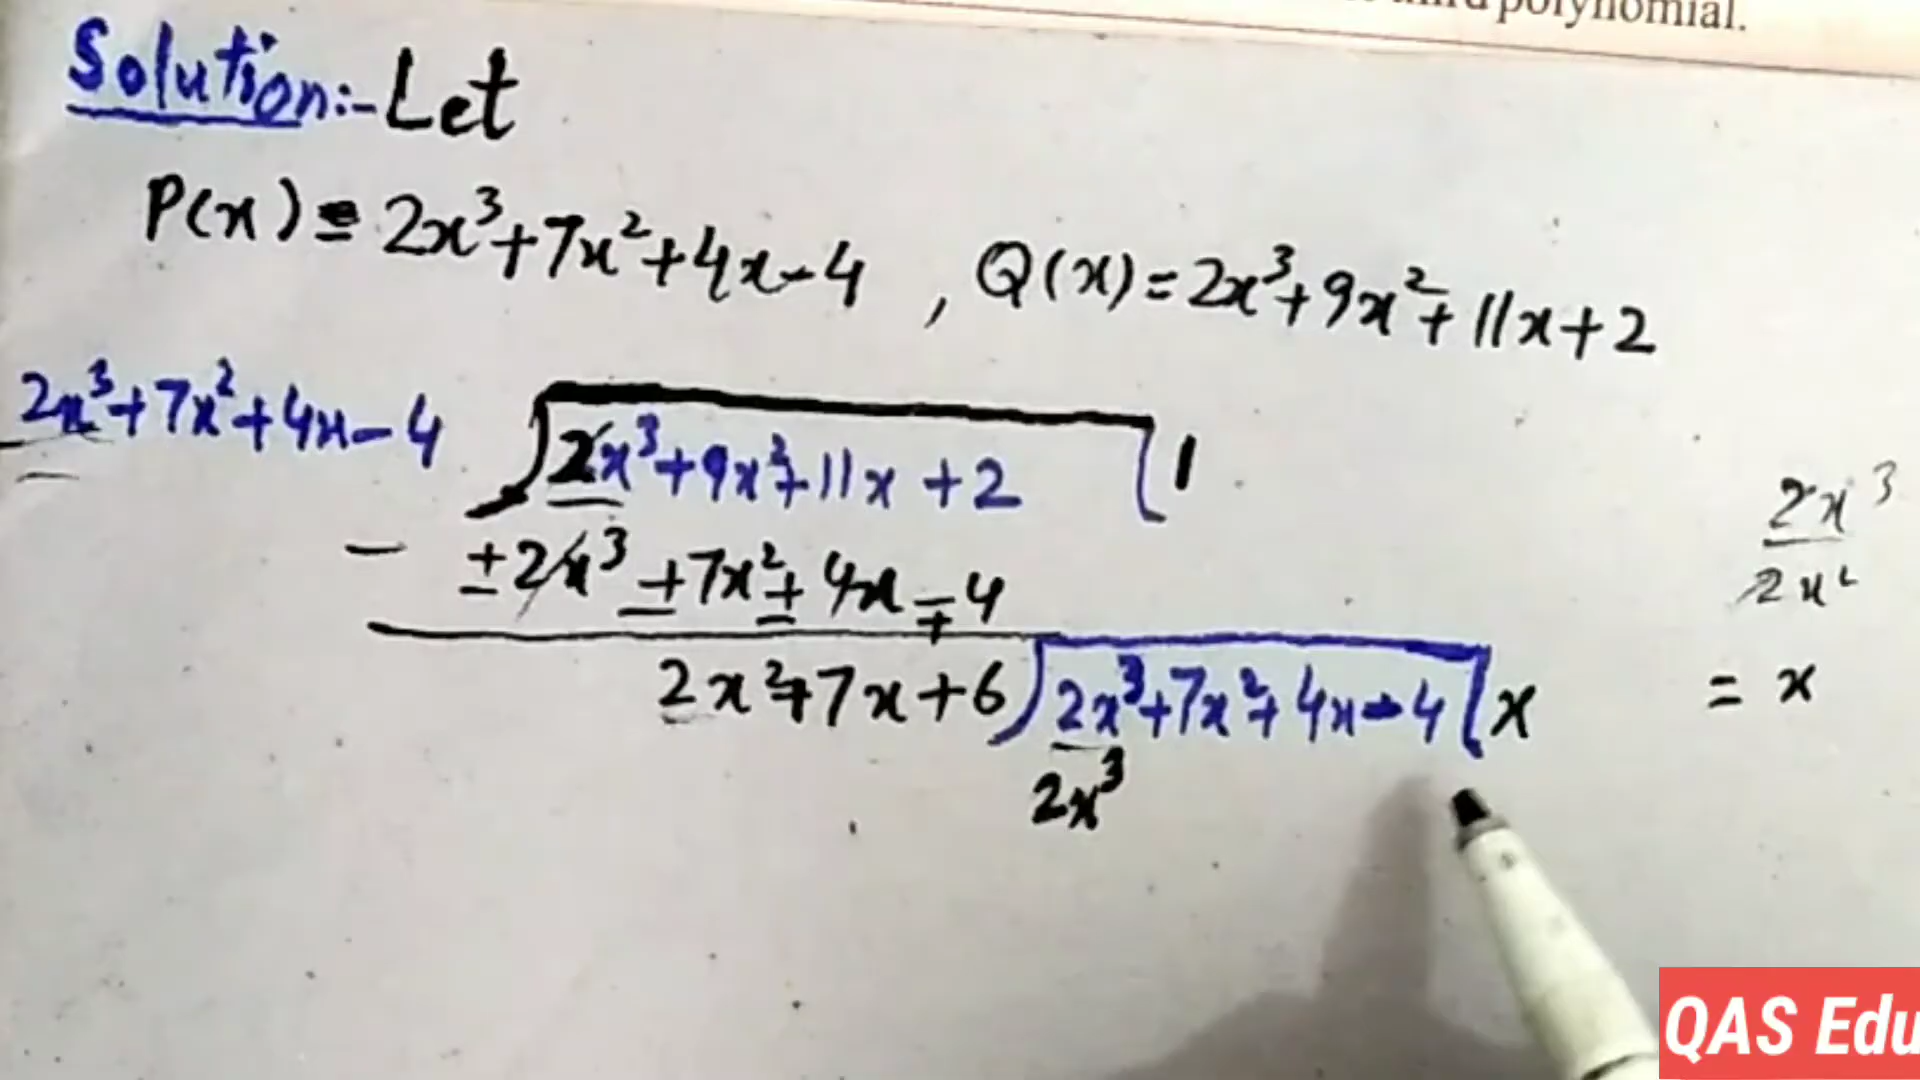 third polynomial.
Solution:- Let
P(x) = 2x³+7x²+4x-4 , Q(x)=2x³+9x²+11x+2
2x³+7x²+4x-4 2x³+9x²+11x+2 1
- ±2x³ ±7x² ± 4x ∓ 4
2x²+7x+6 2x³+7x²+4x-4 x
2x³
2x³
2x²
= x
QAS Edu